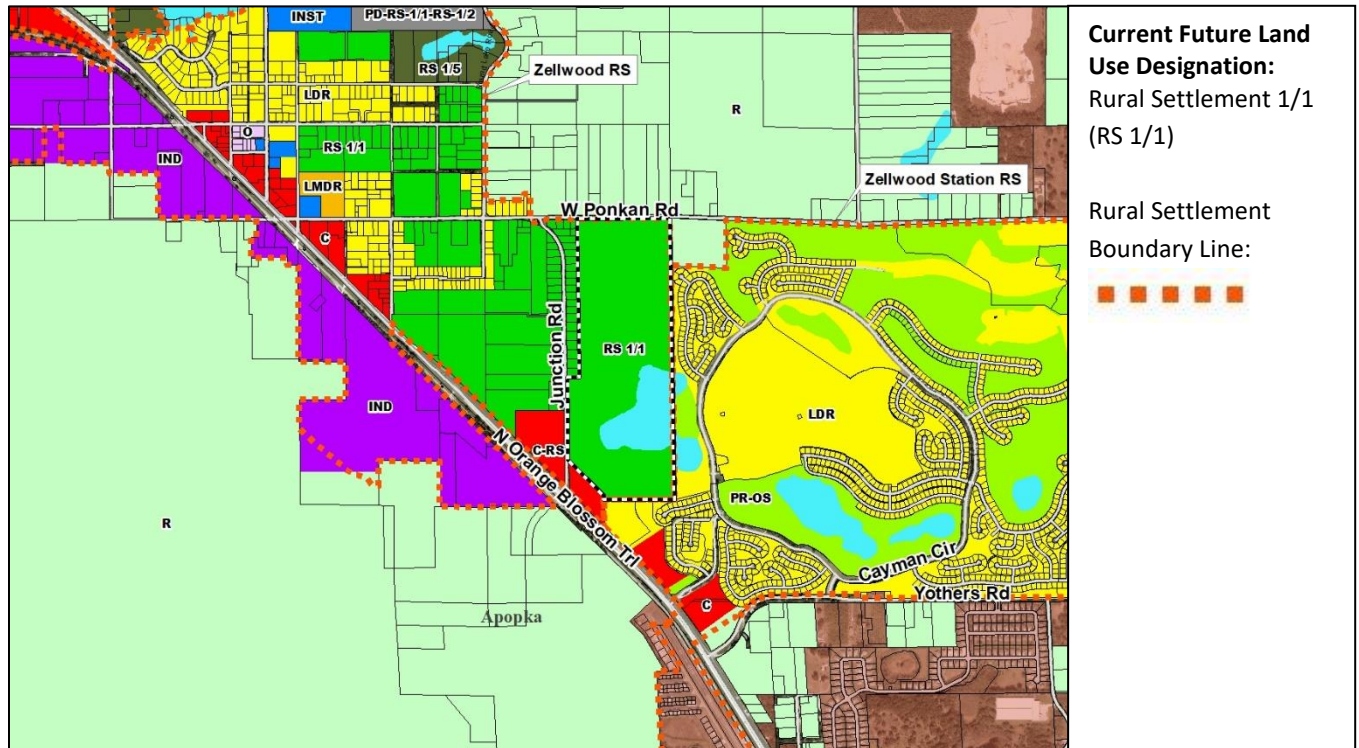 INST
PD-RS-1/1-RS-1/2
RS 1/5
Zellwood RS
LDR
R
O
IND
RS 1/1
LMDR
Zellwood Station RS
W Ponkan Rd
C
Junction Rd
RS 1/1
IND
LDR
C-RS
N Orange Blossom Trl
PR-OS
R
Cayman Cir
Yothers Rd
C
Apopka
Current Future Land
Use Designation:
Rural Settlement 1/1
(RS 1/1)
Rural Settlement
Boundary Line: